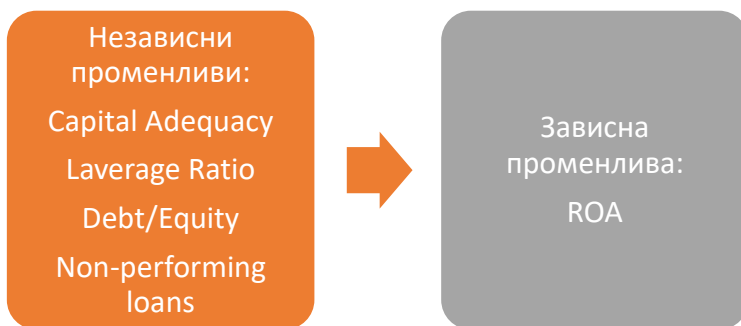 Независни
променливи:
Capital Adequacy
Laverage Ratio
Debt/Equity
Non-performing
loans
Зависна
променлива:
ROA